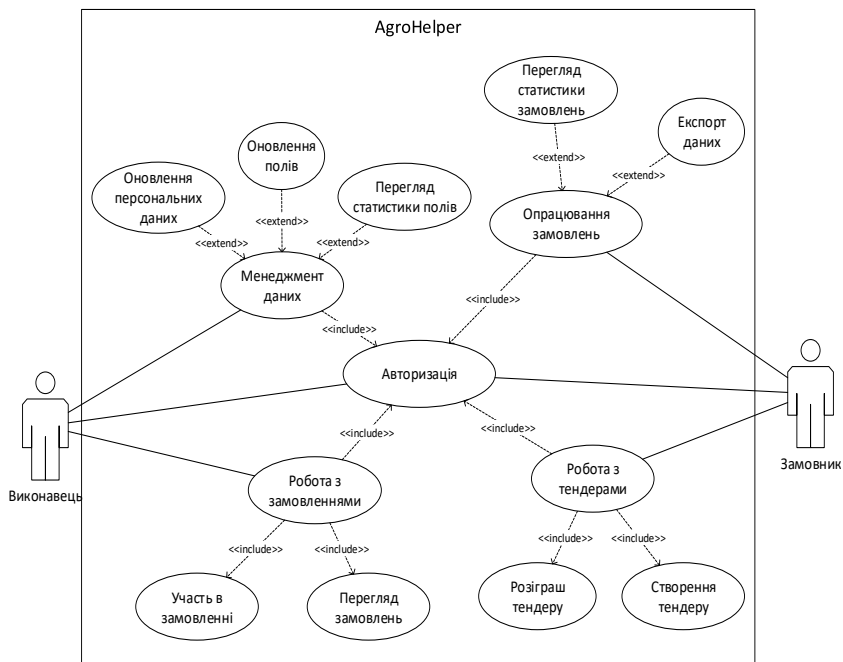 AgroHelper
Перегляд
статистики
замовлень
Експорт
даних
Оновлення
полів
Оновлення
персональних
даних
Перегляд
статистики полів
<<extend>>
<<extend>>
<<extend>>
<<extend>>
<<extend>>
Опрацювання
замовлень
Менеджмент
даних
<<include>>
<<include>>
Авторизація
Виконавець
Замовник
<<include>>
<<include>>
Робота з
замовленнями
Робота з
тендерами
<<include>>
<<include>>
<<include>>
<<include>>
Участь в
замовленні
Перегляд
замовлень
Розіграш
тендеру
Створення
тендеру